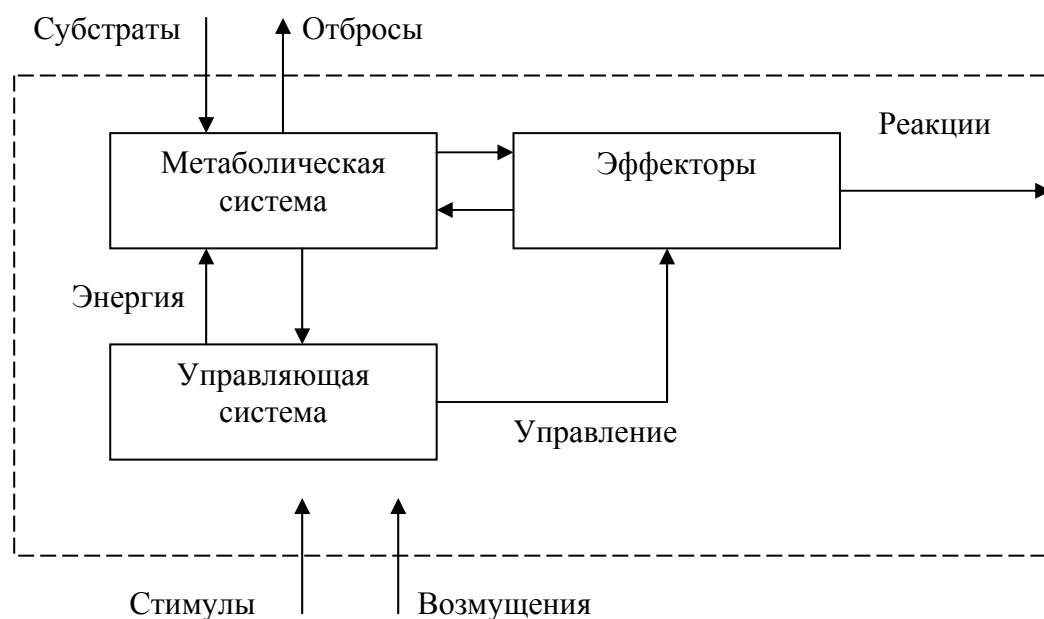 Субстраты
Отбросы
Реакции
Метаболическая
система
Эффекторы
Энергия
Управляющая
система
Управление
Стимулы
Возмущения